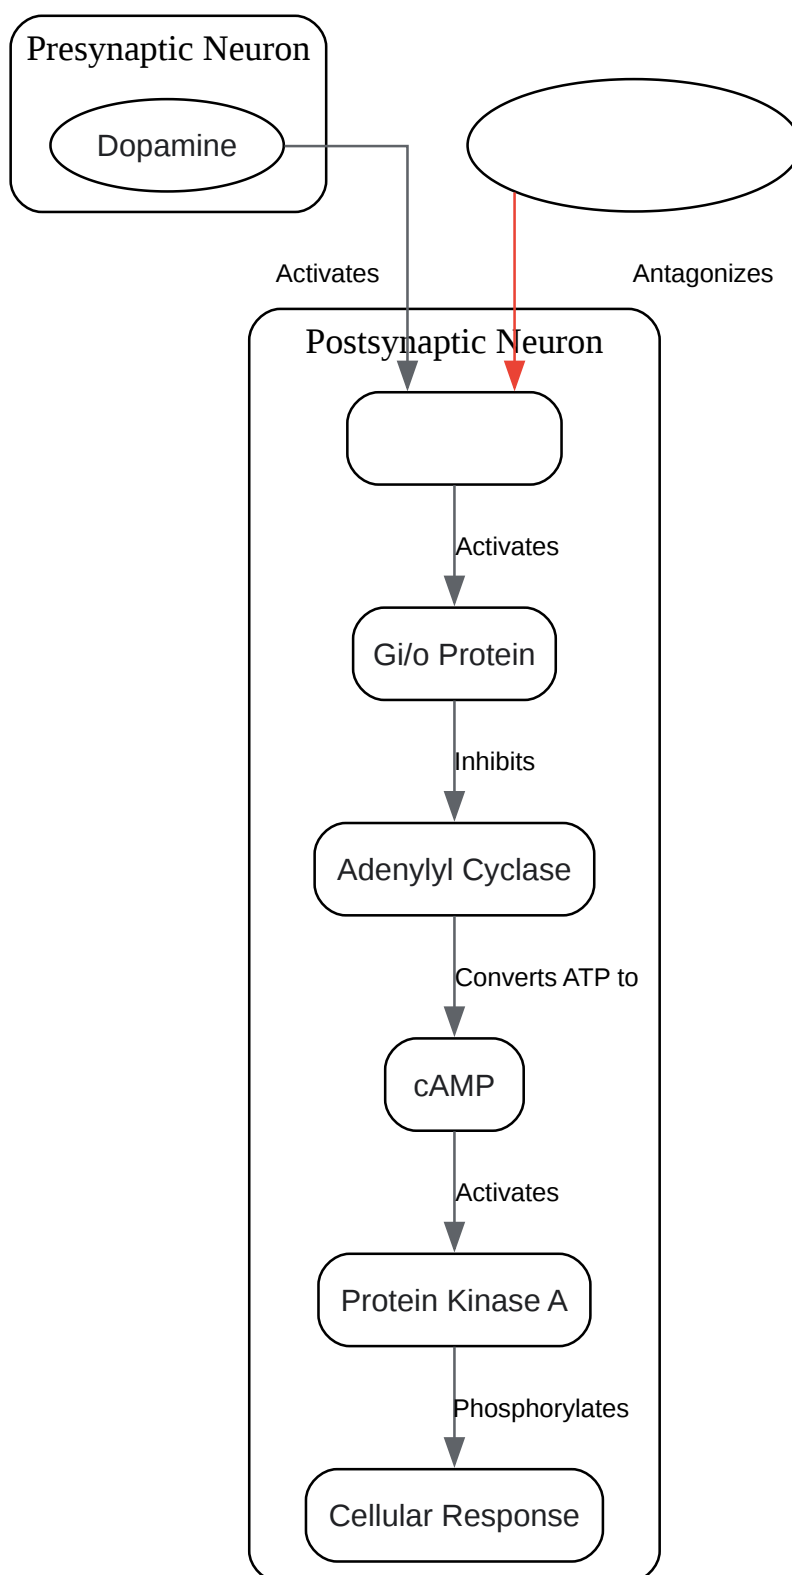 Presynaptic Neuron
Dopamine
Activates
Antagonizes
Postsynaptic Neuron
Activates
Gi/o Protein
Inhibits
Adenylyl Cyclase
Converts ATP to
cAMP
Activates
Protein Kinase A
Phosphorylates
Cellular Response